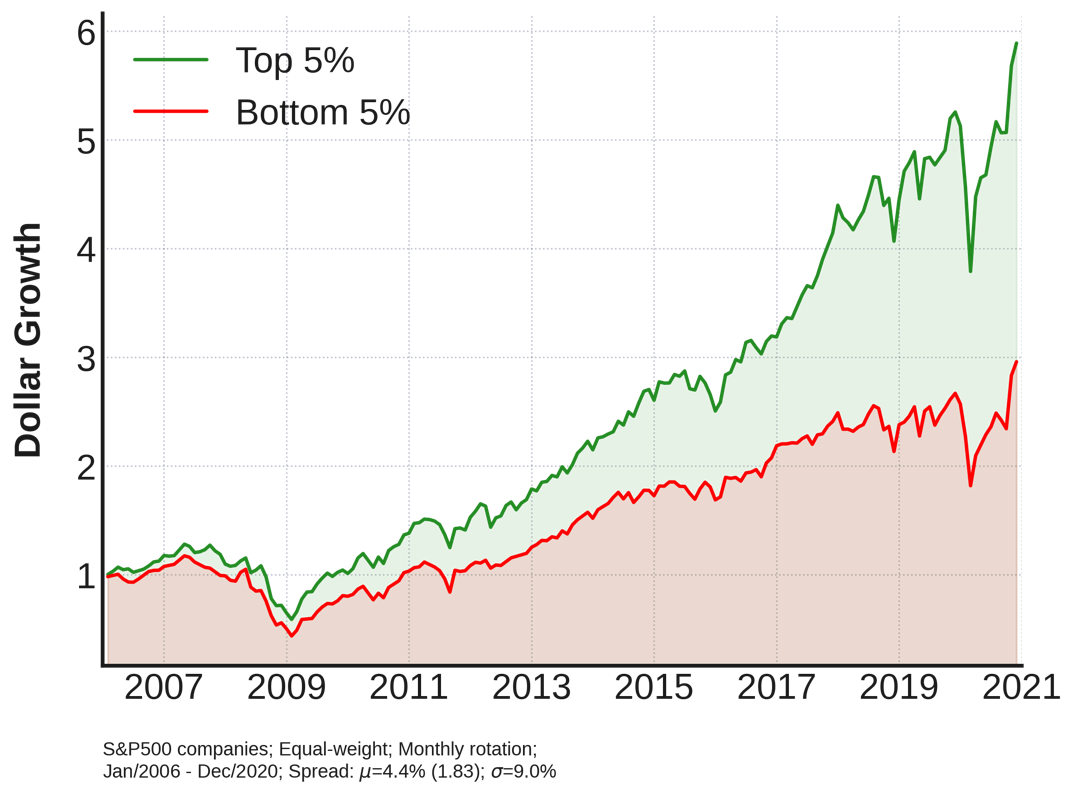 Dollar Growth
6
5
4
3
2
1
Top 5%
Bottom 5%
2007 2009 2011 2013 2015 2017 2019 2021
S&P500 companies; Equal-weight; Monthly rotation;
Jan/2006 - Dec/2020; Spread: μ=4.4% (1.83); σ=9.0%